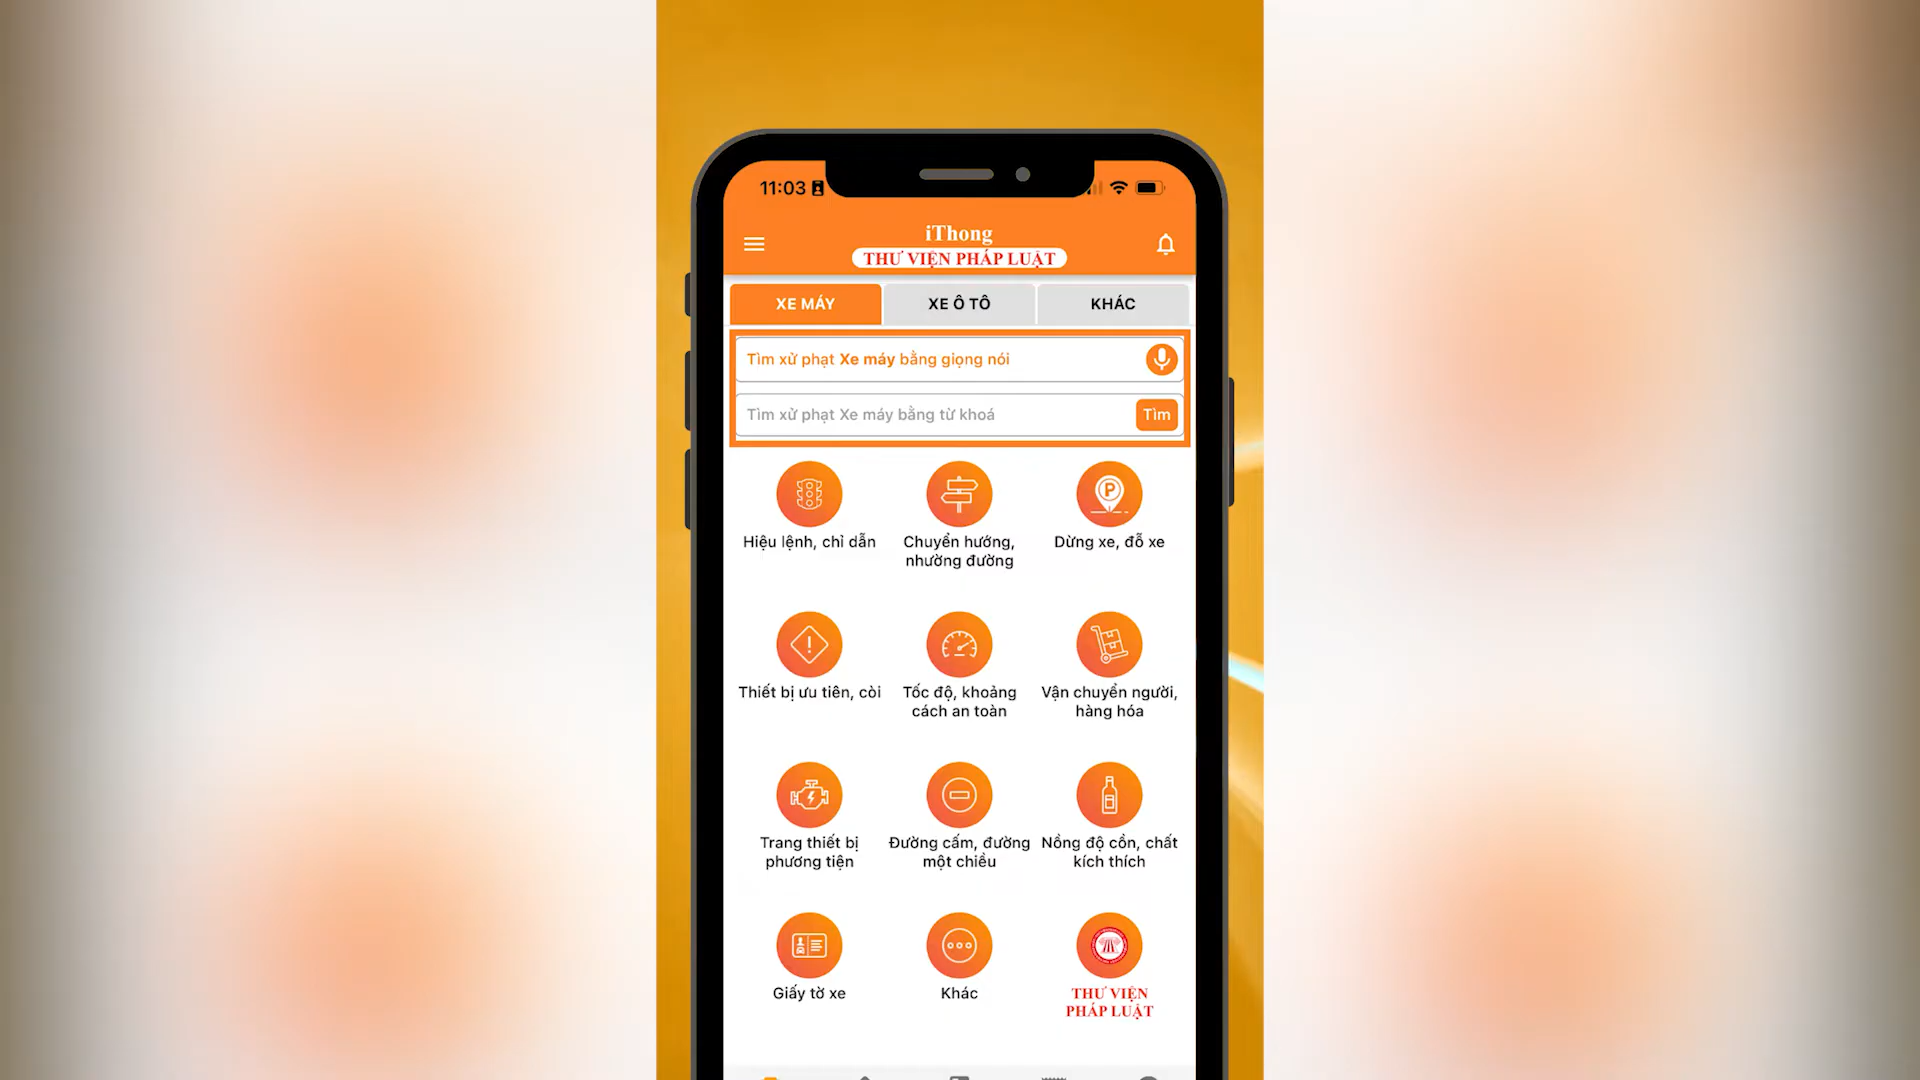 11:03
iThong
THƯ VIỆN PHÁP LUẬT
XE MÁY
XE Ô TÔ
KHÁC
Tìm xử phạt Xe máy bằng giọng nói
Tìm xử phạt Xe máy bằng từ khoá
Tìm
Hiệu lệnh, chỉ dẫn
Chuyển hướng,
nhường đường
P
Dừng xe, đỗ xe
Thiết bị ưu tiên, còi
Tốc độ, khoảng
cách an toàn
Vận chuyển người,
hàng hóa
Trang thiết bị
phương tiện
Đường cấm, đường
một chiều
Nồng độ cồn, chất
kích thích
Giấy tờ xe
Khác
THƯ VIỆN
PHÁP LUẬT